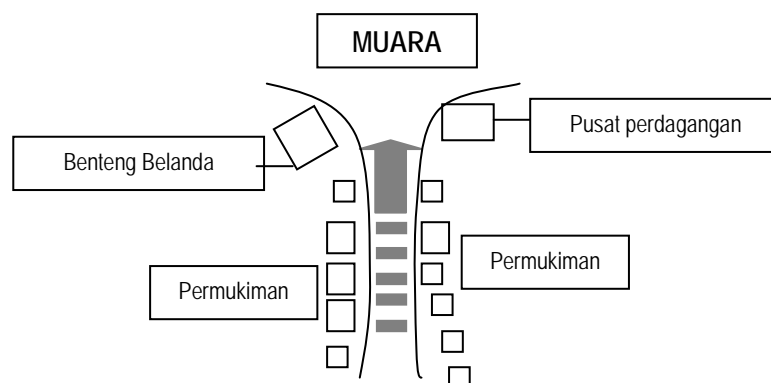 MUARA
Pusat perdagangan
Benteng Belanda
Permukiman
Permukiman